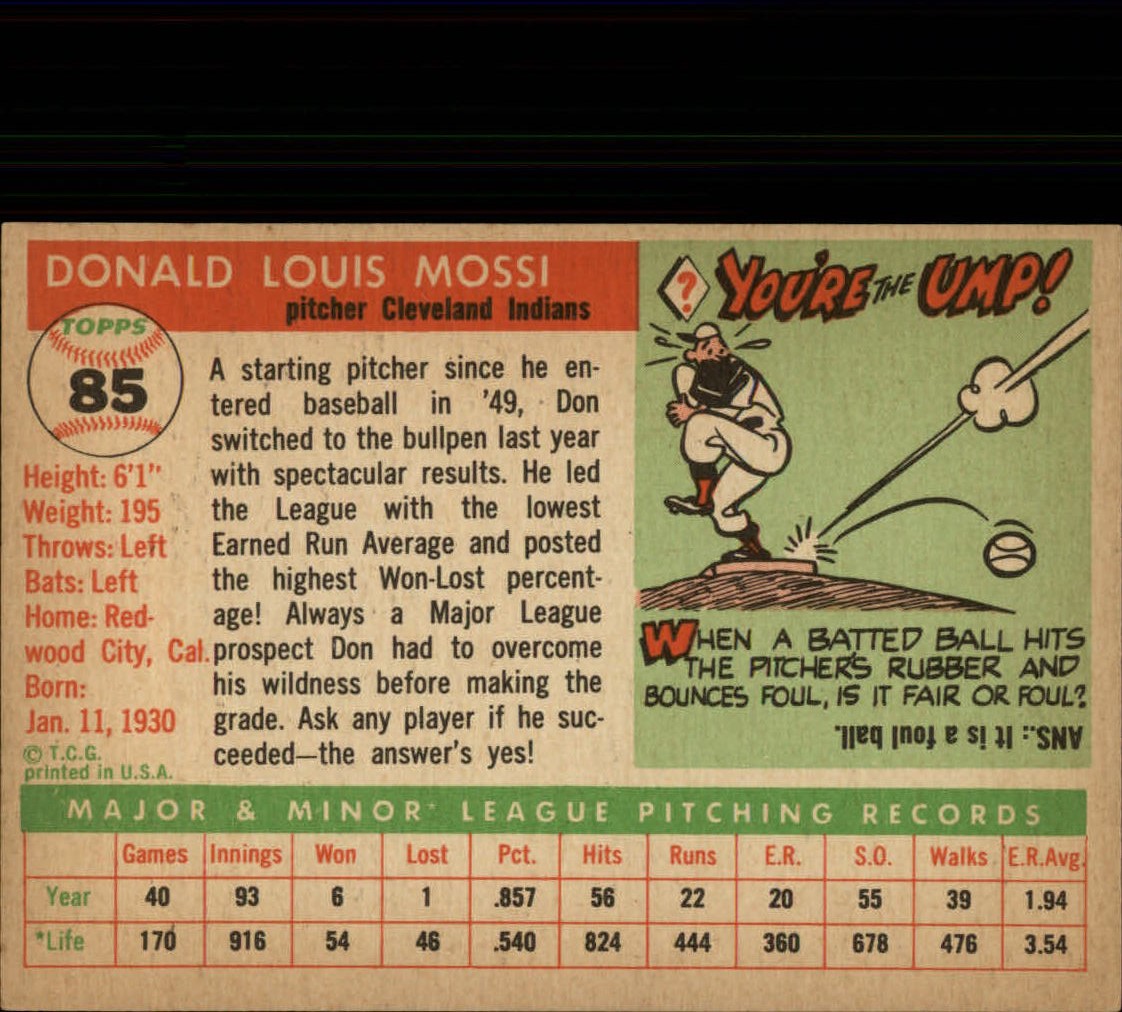 DONALD LOUIS MOSSI
pitcher Cleveland Indians
TOPPS
85
Height: 6'1"
Weight: 195
Throws: Left
Bats: Left
Home: Red-
wood City, Cal.
Born:
Jan. 11, 1930
© T.C.G.
printed in U.S.A.
A starting pitcher since he en-
tered baseball in '49, Don
switched to the bullpen last year
with spectacular results. He led
the League with the lowest
Earned Run Average and posted
the highest Won-Lost percent-
age! Always a Major League
prospect Don had to overcome
his wildness before making the
grade. Ask any player if he suc-
ceeded—the answer's yes!
? YOU'RE THE UMP!
WHEN A BATTED BALL HITS
THE PITCHER'S RUBBER AND
BOUNCES FOUL, IS IT FAIR OR FOUL?
ANS.: It is a foul ball.
MAJOR & MINOR* LEAGUE PITCHING RECORDS
Games Innings Won Lost Pct. Hits Runs E.R. S.O. Walks E.R.Avg.
Year 40 93 6 1 .857 56 22 20 55 39 1.94
*Life 170 916 54 46 .540 824 444 360 678 476 3.54